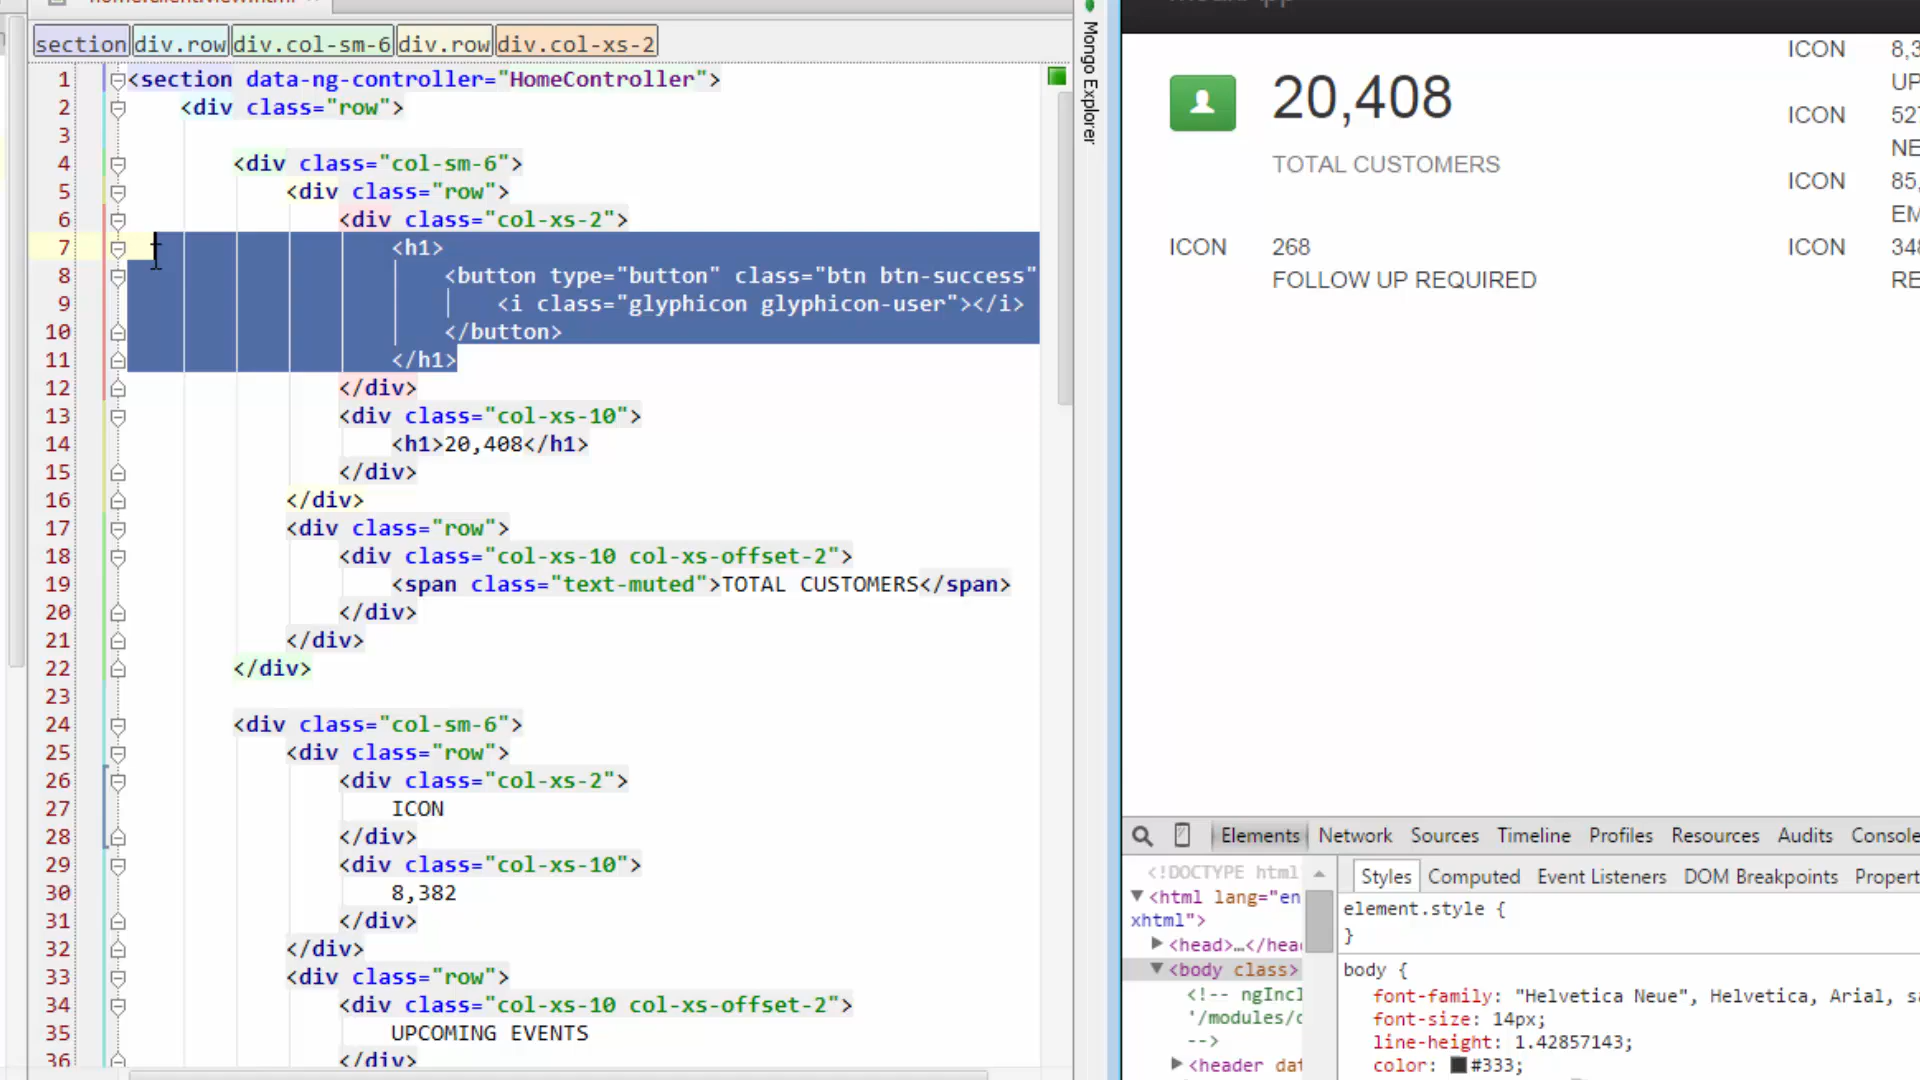 section div.row div.col-sm-6 div.row div.col-xs-2
1 <section data-ng-controller="HomeController">
2 <div class="row">
3
4 <div class="col-sm-6">
5 <div class="row">
6 <div class="col-xs-2">
7 <h1>
8 <button type="button" class="btn btn-success"
9 <i class="glyphicon glyphicon-user"></i>
10 </button>
11 </h1>
12 </div>
13 <div class="col-xs-10">
14 <h1>20,408</h1>
15 </div>
16 </div>
17 <div class="row">
18 <div class="col-xs-10 col-xs-offset-2">
19 <span class="text-muted">TOTAL CUSTOMERS</span>
20 </div>
21 </div>
22 </div>
23
24 <div class="col-sm-6">
25 <div class="row">
26 <div class="col-xs-2">
27 ICON
28 </div>
29 <div class="col-xs-10">
30 8,382
31 </div>
32 </div>
33 <div class="row">
34 <div class="col-xs-10 col-xs-offset-2">
35 UPCOMING EVENTS
36 </div>
Mongo Explorer
20,408
TOTAL CUSTOMERS
ICON 268
FOLLOW UP REQUIRED
ICON 8,3
UP
ICON 527
NE
ICON 85,
EM
ICON 348
RE
Elements Network Sources Timeline Profiles Resources Audits Console
<!DOCTYPE html
<html lang="en
xhtml">
<head>…</hea
<body class>
<!-- ngIncl
'/modules/c
-->
<header dat
Styles Computed Event Listeners DOM Breakpoints Propert
element.style {
}
body {
font-family: "Helvetica Neue", Helvetica, Arial, sa
font-size: 14px;
line-height: 1.42857143;
color: #333;